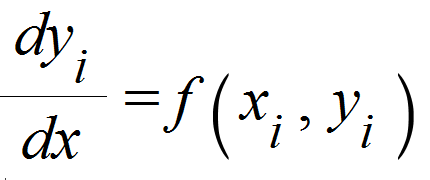 dy_i/dx = f(x_i, y_i)